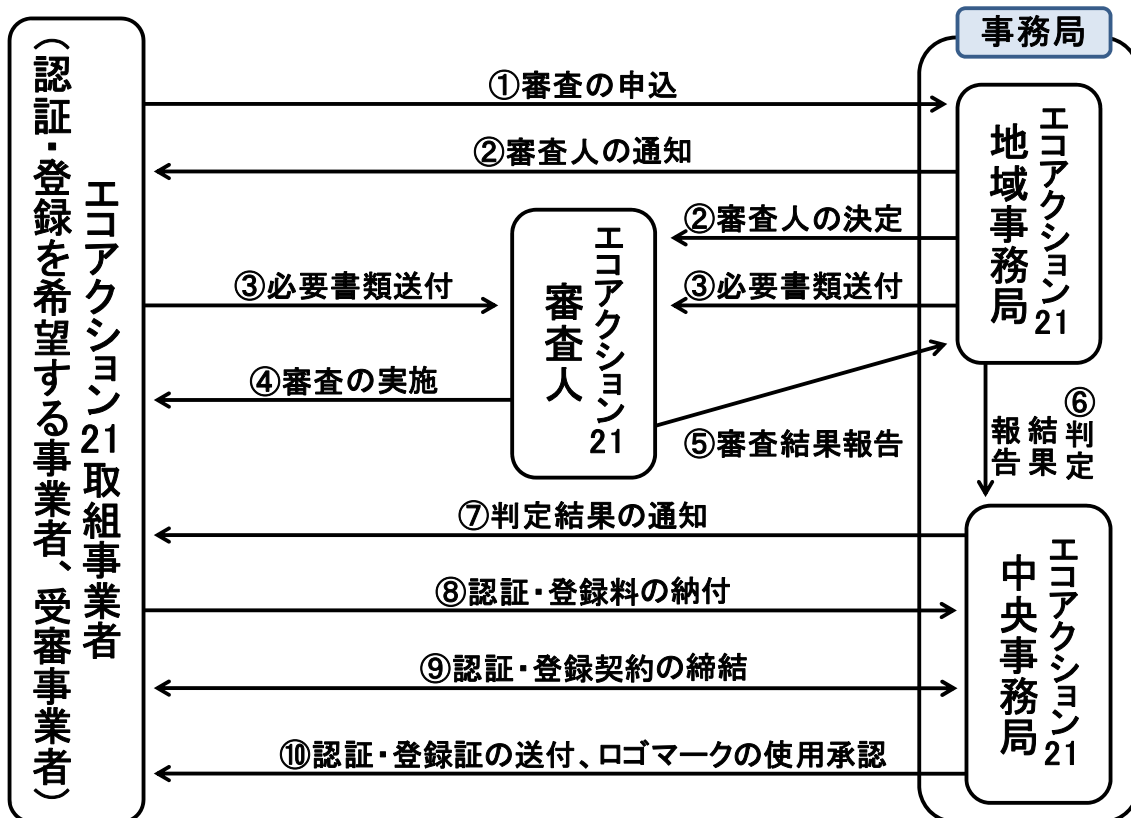 事務局
エコアクション21取組事業者
（認証・登録を希望する事業者、受審事業者）
①審査の申込
②審査人の通知
エコアクション21
地域事務局
②審査人の決定
③必要書類送付
③必要書類送付
エコアクション21
審査人
④審査の実施
⑤審査結果報告
⑥判定
結果
報告
⑦判定結果の通知
⑧認証・登録料の納付
⑨認証・登録契約の締結
⑩認証・登録証の送付、ロゴマークの使用承認
エコアクション21
中央事務局